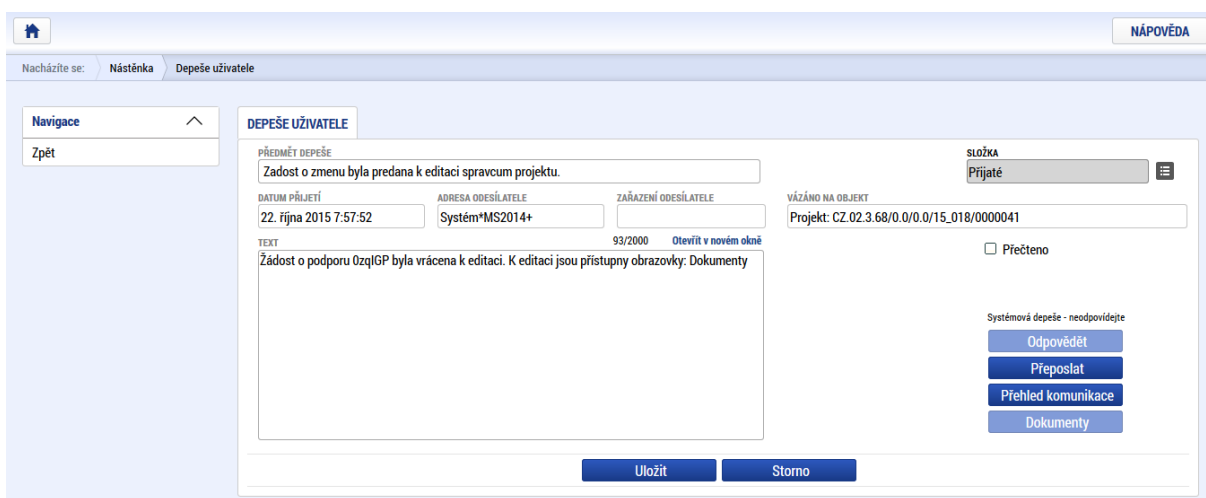 NÁPOVĚDA
Nacházíte se: Nástěnka Depeše uživatele
Navigace
Zpět
DEPEŠE UŽIVATELE
PŘEDMĚT DEPEŠE
Zadost o zmenu byla predana k editaci spravcum projektu.
SLOŽKA
Přijaté
DATUM PŘIJETÍ
22. října 2015 7:57:52
ADRESA ODESÍLATELE
Systém*MS2014+
ZAŘAZENÍ ODESÍLATELE
VÁZÁNO NA OBJEKT
Projekt: CZ.02.3.68/0.0/0.0/15_018/0000041
TEXT 93/2000 Otevřít v novém okně
Žádost o podporu 0zqIGP byla vrácena k editaci. K editaci jsou přístupny obrazovky: Dokumenty
Přečteno
Systémová depeše - neodpovídejte
Odpovědět
Přeposlat
Přehled komunikace
Dokumenty
Uložit Storno